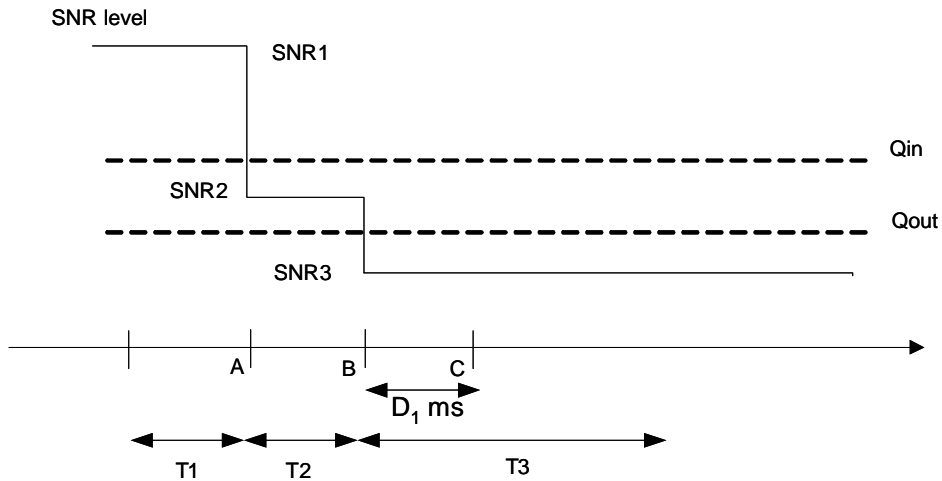 SNR level
SNR1
Qin
SNR2
Qout
SNR3
A
B
C
D₁ ms
T1
T2
T3